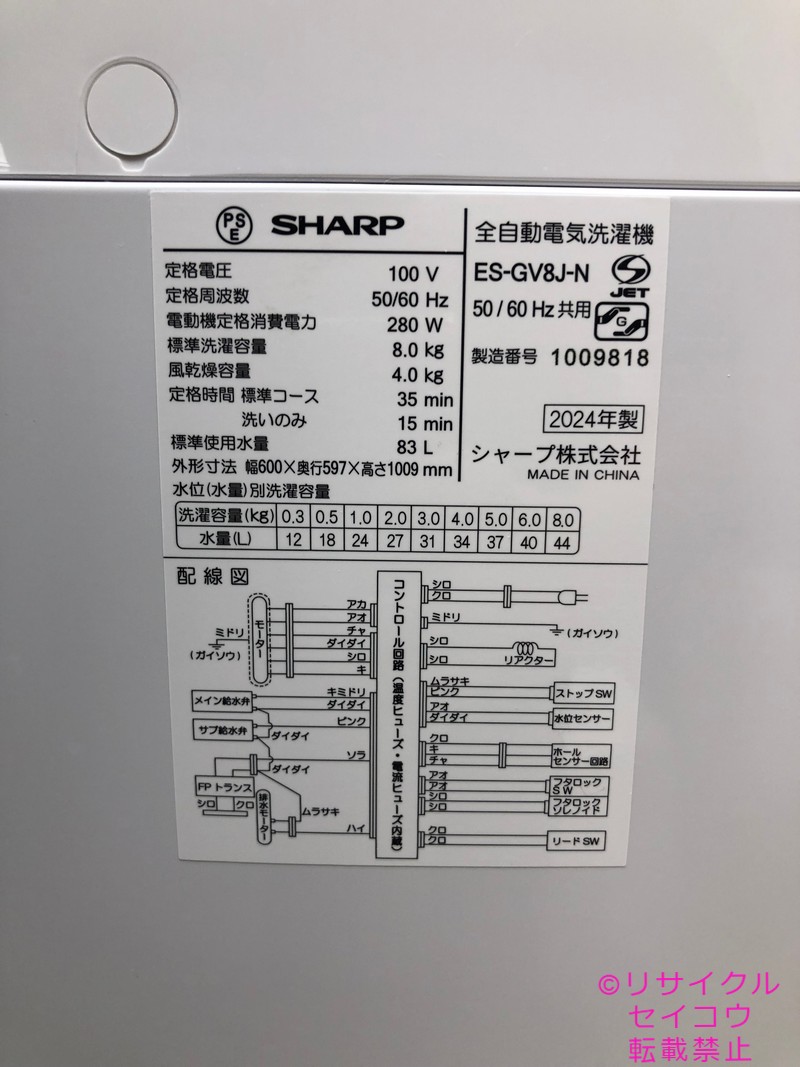 PSE SHARP
定格電圧 100 V
定格周波数 50/60 Hz
電動機定格消費電力 280 W
標準洗濯容量 8.0 kg
風乾燥容量 4.0 kg
定格時間 標準コース 35 min
洗いのみ 15 min
標準使用水量 83 L
外形寸法 幅600×奥行597×高さ1009 mm
全自動電気洗濯機
ES-GV8J-N
JET
50/60 Hz共用
G
製造番号 1009818
2024年製
シャープ株式会社
MADE IN CHINA
水位(水量)別洗濯容量
洗濯容量(kg) 0.3 0.5 1.0 2.0 3.0 4.0 5.0 6.0 8.0
水量(L) 12 18 24 27 31 34 37 40 44
配線図
モーター
ミドリ
(ガイソウ)
アカ
アオ
チャ
ダイダイ
シロ
キ
メイン給水弁
キミドリ
ダイダイ
サブ給水弁
ピンク
ダイダイ
ソラ
ダイダイ
FPトランス
シロ クロ
排水モーター
ムラサキ
ハイ
コントロール回路(温度ヒューズ・電流ヒューズ内蔵)
シロ
クロ
ミドリ
(ガイソウ)
シロ
シロ
リアクター
ムラサキ
ピンク
ストップSW
アオ
ダイダイ
水位センサー
クロ
キ
チャ
ホール
センサー回路
アオ
アオ
フタロック
SW
シロ
シロ
フタロック
ソレノイド
クロ
クロ
リードSW
©リサイクル
セイコウ
転載禁止